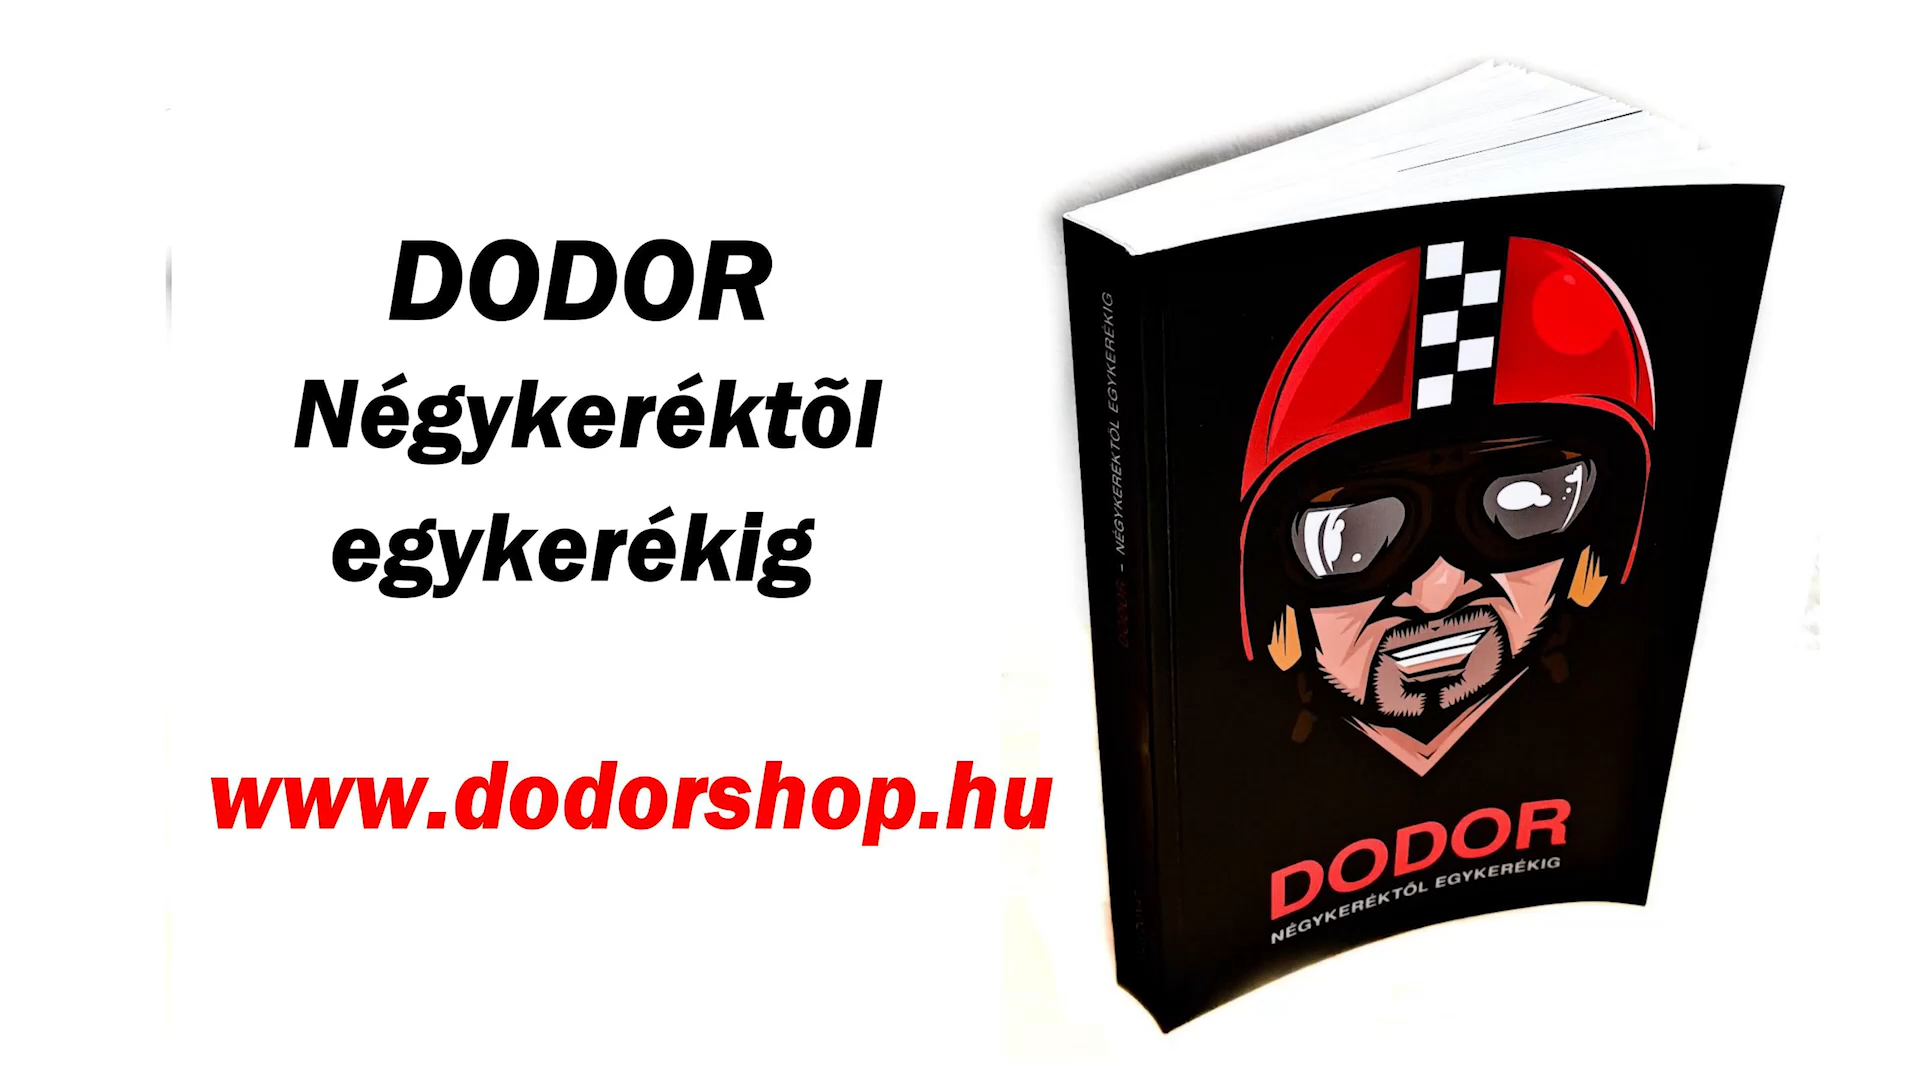 DODOR
Négykeréktõl
egykerékig
www.dodorshop.hu
DODOR - NÉGYKERÉKTŐL EGYKERÉKIG
DODOR
NÉGYKERÉKTŐL EGYKERÉKIG